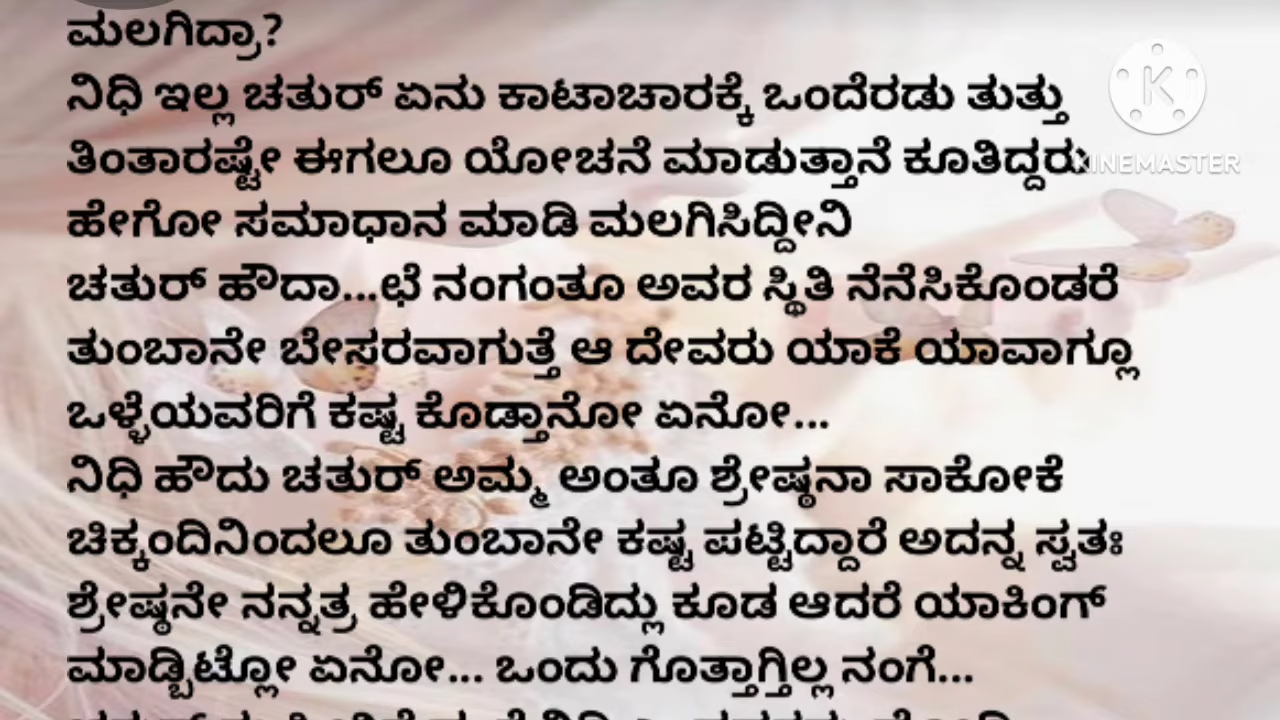 ಮಲಗಿದ್ರಾ?
ನಿಧಿ ಇಲ್ಲ ಚತುರ್ ಏನು ಕಾಟಾಚಾರಕ್ಕೆ ಒಂದೆರಡು ತುತ್ತು
ತಿಂತಾರಷ್ಟೇ ಈಗಲೂ ಯೋಚನೆ ಮಾಡುತ್ತಾನೆ ಕೂತಿದ್ದರು
KINEMASTER
ಹೇಗೋ ಸಮಾಧಾನ ಮಾಡಿ ಮಲಗಿಸಿದ್ದೀನಿ
ಚತುರ್ ಹೌದಾ...ಛೆ ನಂಗಂತೂ ಅವರ ಸ್ಥಿತಿ ನೆನೆಸಿಕೊಂಡರೆ
ತುಂಬಾನೇ ಬೇಸರವಾಗುತ್ತೆ ಆ ದೇವರು ಯಾಕೆ ಯಾವಾಗ್ಲೂ
ಒಳ್ಳೆಯವರಿಗೆ ಕಷ್ಟ ಕೊಡ್ತಾನೋ ಏನೋ...
ನಿಧಿ ಹೌದು ಚತುರ್ ಅಮ್ಮ ಅಂತೂ ಶ್ರೇಷ್ಠನಾ ಸಾಕೋಕೆ
ಚಿಕ್ಕಂದಿನಿಂದಲೂ ತುಂಬಾನೇ ಕಷ್ಟ ಪಟ್ಟಿದ್ದಾರೆ ಅದನ್ನ ಸ್ವತಃ
ಶ್ರೇಷ್ಠನೇ ನನ್ನತ್ರ ಹೇಳಿಕೊಂಡಿದ್ಲು ಕೂಡ ಆದರೆ ಯಾಕಿಂಗ್
ಮಾಡ್ಬಿಟ್ಲೋ ಏನೋ... ಒಂದು ಗೊತ್ತಾಗ್ತಿಲ್ಲ ನಂಗೆ...